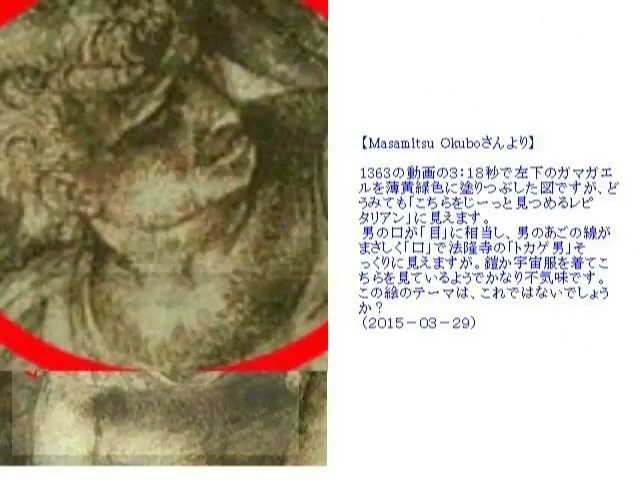 【Masamitsu Okuboさんより】
1363の動画の3:18秒で左下のガマガエ
ルを薄黄緑色に塗りつぶした図ですが、ど
うみても「こちらをじーっと見つめるレピ
タリアン」に見えます。
男の口が「目」に相当し、男のあごの線が
まさしく「口」で法隆寺の「トカゲ男」そ
っくりに見えますが。鎧か宇宙服を着てこ
ちらを見ているようでかなり不気味です。
この絵のテーマは、これではないでしょう
か?
(2015-03-29)